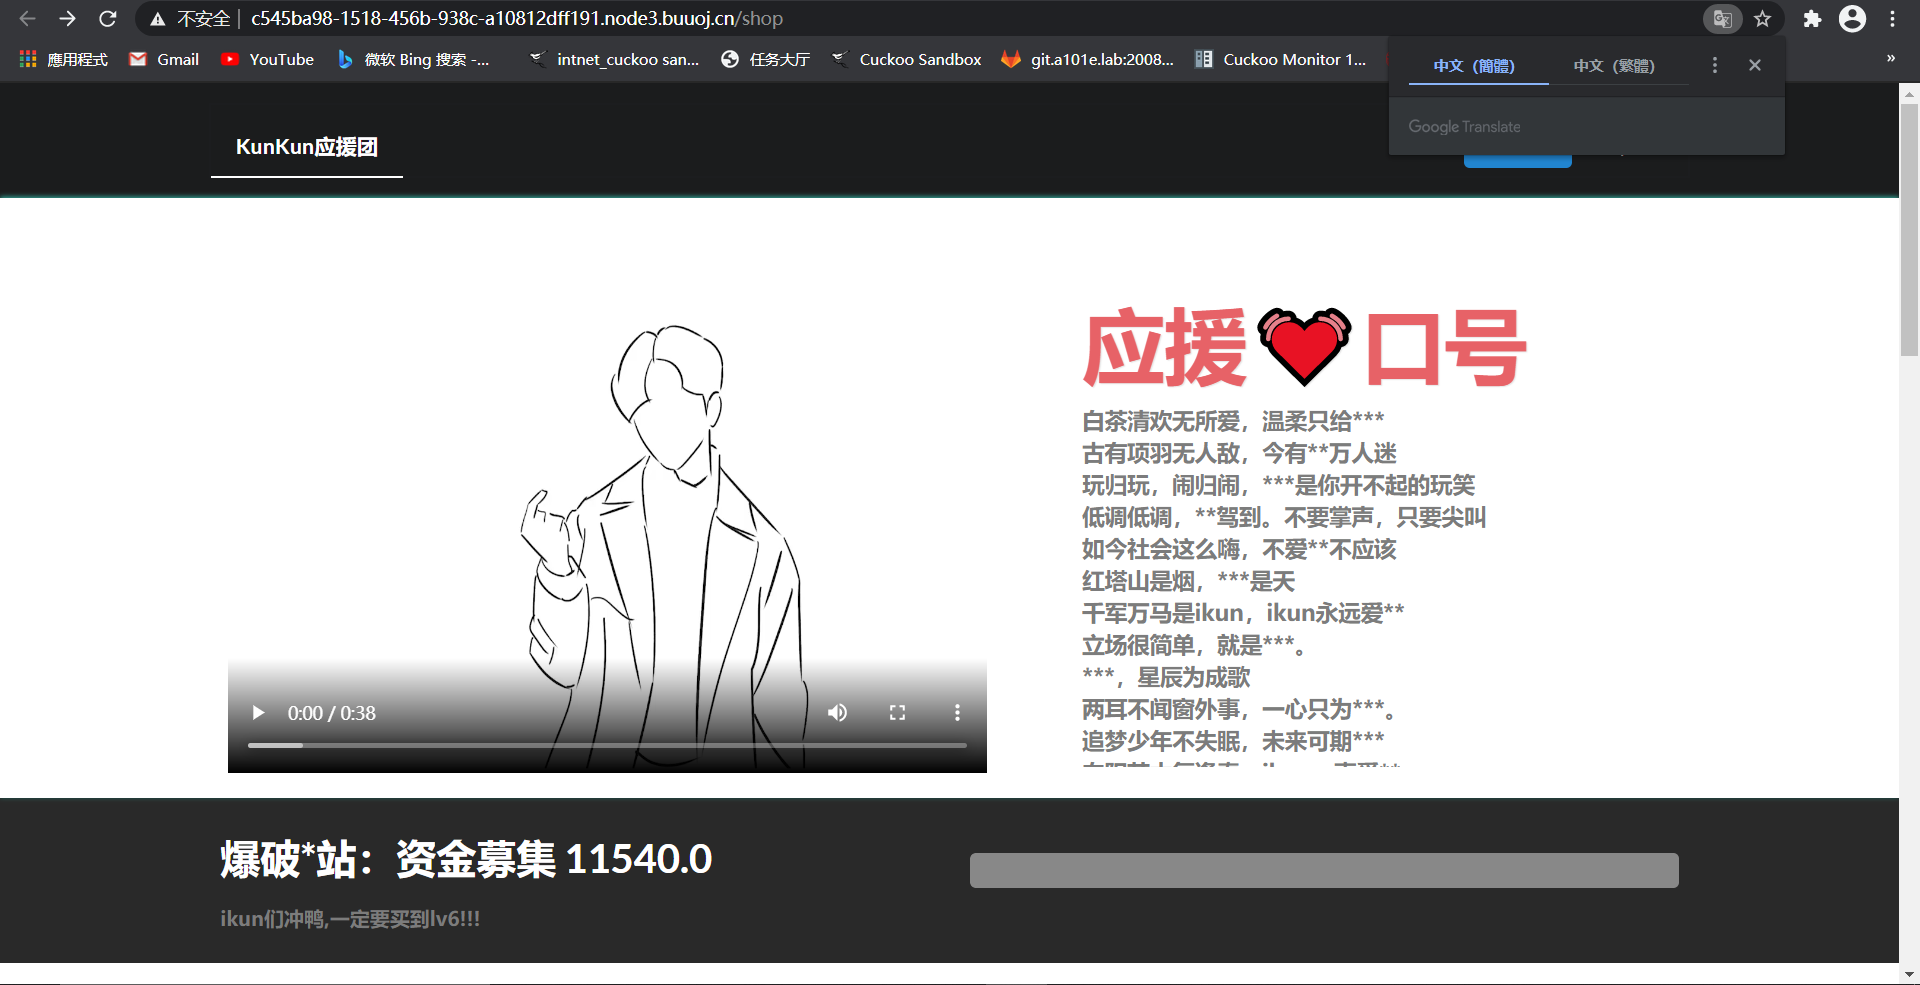 不安全 c545ba98-1518-456b-938c-a10812dff191.node3.buuoj.cn/shop
應用程式 Gmail YouTube 微软 Bing 搜索 -... intnet_cuckoo san... 任务大厅 Cuckoo Sandbox git.a101e.lab:2008... Cuckoo Monitor 1... »
中文（簡體） 中文（繁體）
Google Translate
KunKun应援团
应援 口号
白茶清欢无所爱，温柔只给***
古有项羽无人敌，今有**万人迷
玩归玩，闹归闹，***是你开不起的玩笑
低调低调，**驾到。不要掌声，只要尖叫
如今社会这么嗨，不爱**不应该
红塔山是烟，***是天
千军万马是ikun，ikun永远爱**
立场很简单，就是***。
***，星辰为成歌
两耳不闻窗外事，一心只为***。
追梦少年不失眠，未来可期***
0:00 / 0:38
爆破*站：资金募集 11540.0
ikun们冲鸭,一定要买到lv6!!!